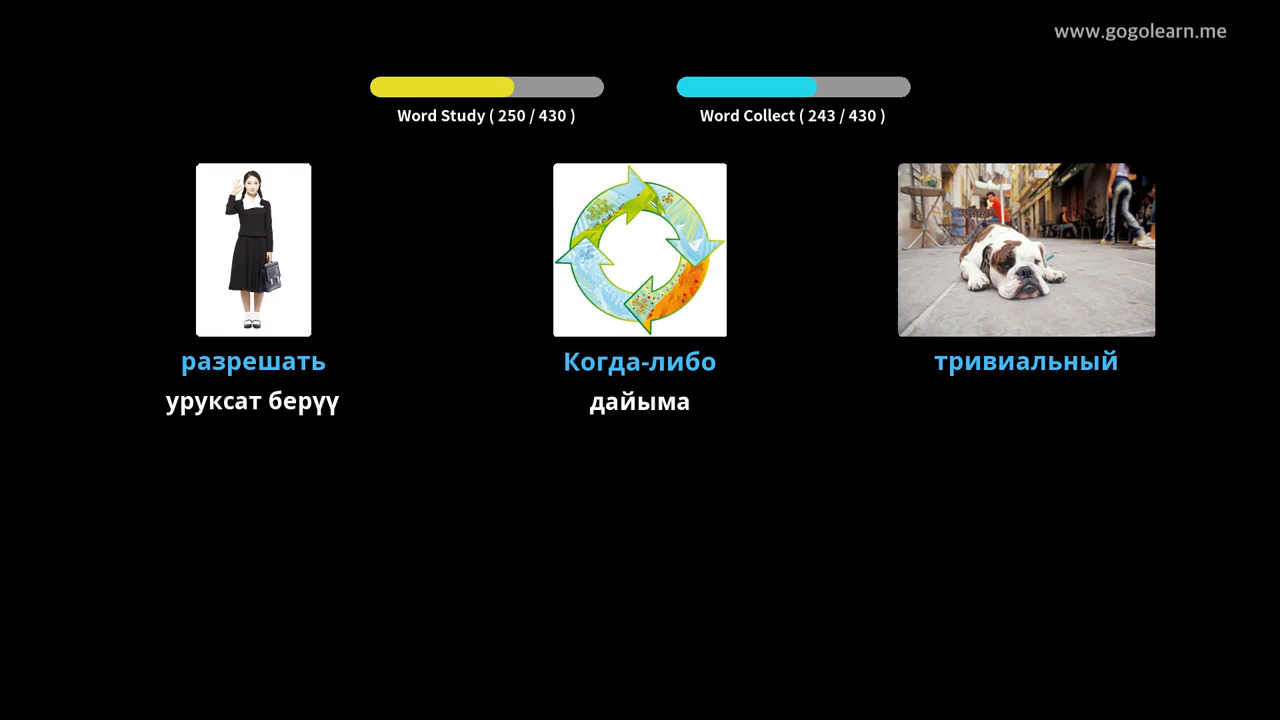 www.gogolearn.me
Word Study ( 250 / 430 )
Word Collect ( 243 / 430 )
разрешать
Когда-либо
тривиальный
уруксат берүү
дайыма